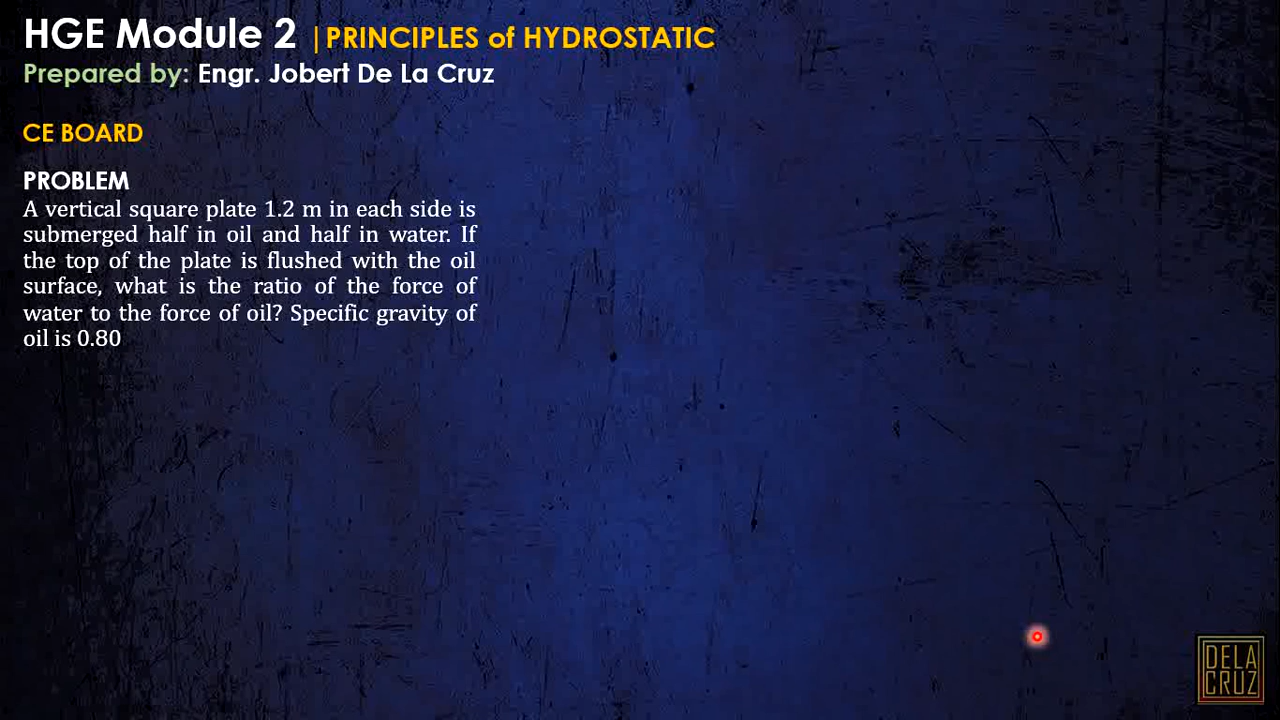 HGE Module 2 |PRINCIPLES of HYDROSTATIC
Prepared by: Engr. Jobert De La Cruz
CE BOARD
PROBLEM
A vertical square plate 1.2 m in each side is
submerged half in oil and half in water. If
the top of the plate is flushed with the oil
surface, what is the ratio of the force of
water to the force of oil? Specific gravity of
oil is 0.80
DELA
CRUZ